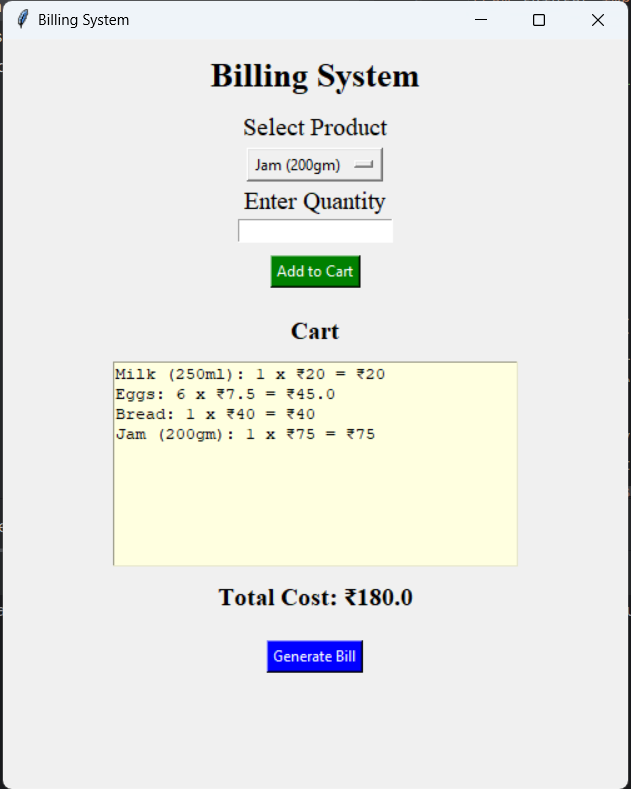 Billing System
Billing System
Select Product
Jam (200gm)
Enter Quantity
Add to Cart
Cart
Milk (250ml): 1 x ₹20 = ₹20
Eggs: 6 x ₹7.5 = ₹45.0
Bread: 1 x ₹40 = ₹40
Jam (200gm): 1 x ₹75 = ₹75
Total Cost: ₹180.0
Generate Bill